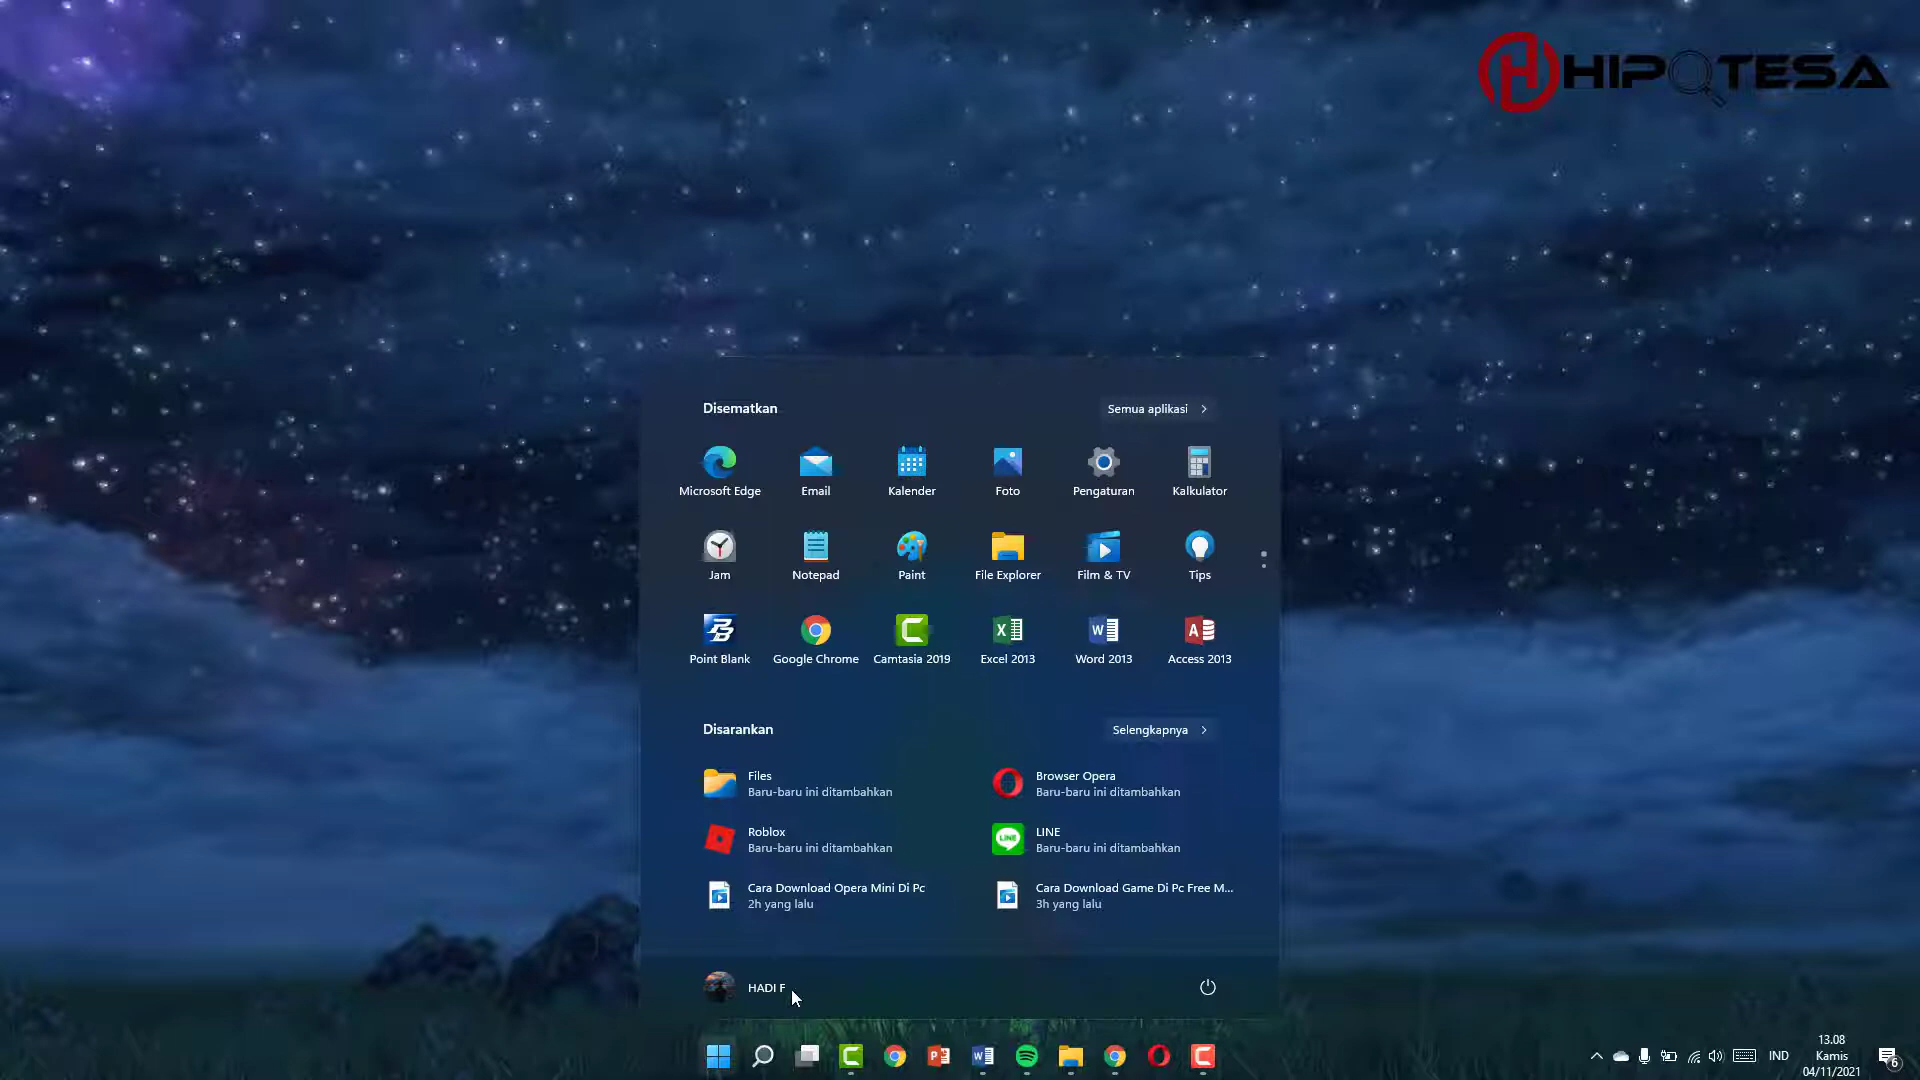 HIPOTESA
Disematkan
Semua aplikasi
Microsoft Edge
Email
Kalender
Foto
Pengaturan
Kalkulator
Jam
Notepad
Paint
File Explorer
Film & TV
Tips
Point Blank
Google Chrome
Camtasia 2019
Excel 2013
Word 2013
Access 2013
Disarankan
Selengkapnya
Files
Baru-baru ini ditambahkan
Browser Opera
Baru-baru ini ditambahkan
Roblox
Baru-baru ini ditambahkan
LINE
LINE
Baru-baru ini ditambahkan
Cara Download Opera Mini Di Pc
2h yang lalu
Cara Download Game Di Pc Free M...
3h yang lalu
HADI F
IND
13.08
Kamis
04/11/2021
6